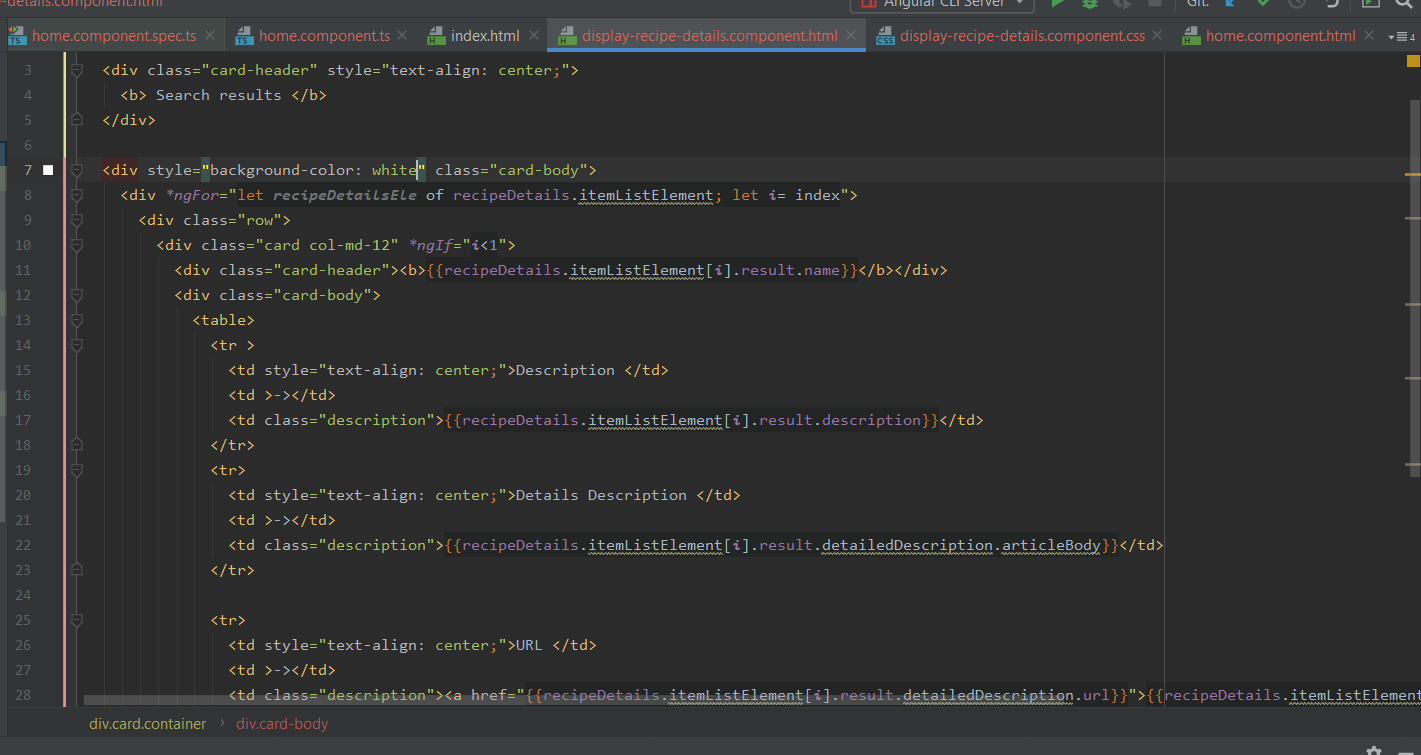 -details.component.html
Angular CLI Server
Git:
home.component.spec.ts
home.component.ts
index.html
display-recipe-details.component.html
display-recipe-details.component.css
home.component.html
4
3 <div class="card-header" style="text-align: center;">
4 <b> Search results </b>
5 </div>
6
7 <div style="background-color: white" class="card-body">
8 <div *ngFor="let recipeDetailsEle of recipeDetails.itemListElement; let i= index">
9 <div class="row">
10 <div class="card col-md-12" *ngIf="i<1">
11 <div class="card-header"><b>{{recipeDetails.itemListElement[i].result.name}}</b></div>
12 <div class="card-body">
13 <table>
14 <tr >
15 <td style="text-align: center;">Description </td>
16 <td >-></td>
17 <td class="description">{{recipeDetails.itemListElement[i].result.description}}</td>
18 </tr>
19 <tr>
20 <td style="text-align: center;">Details Description </td>
21 <td >-></td>
22 <td class="description">{{recipeDetails.itemListElement[i].result.detailedDescription.articleBody}}</td>
23 </tr>
24
25 <tr>
26 <td style="text-align: center;">URL </td>
27 <td >-></td>
28 <td class="description"><a href="{{recipeDetails.itemListElement[i].result.detailedDescription.url}}">{{recipeDetails.itemListElement
div.card.container
div.card-body